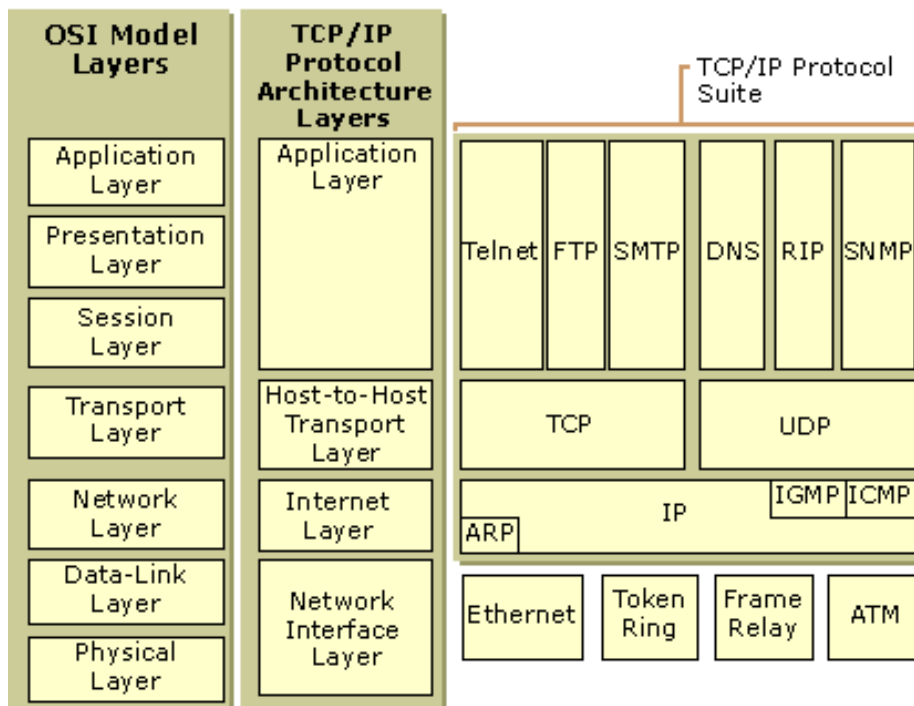 OSI Model
Layers
Application
Layer
Presentation
Layer
Session
Layer
Transport
Layer
Network
Layer
Data-Link
Layer
Physical
Layer
TCP/IP
Protocol
Architecture
Layers
Application
Layer
Host-to-Host
Transport
Layer
Internet
Layer
Network
Interface
Layer
TCP/IP Protocol
Suite
Telnet
FTP
SMTP
DNS
RIP
SNMP
TCP
UDP
IP
IGMP
ICMP
ARP
Ethernet
Token
Ring
Frame
Relay
ATM